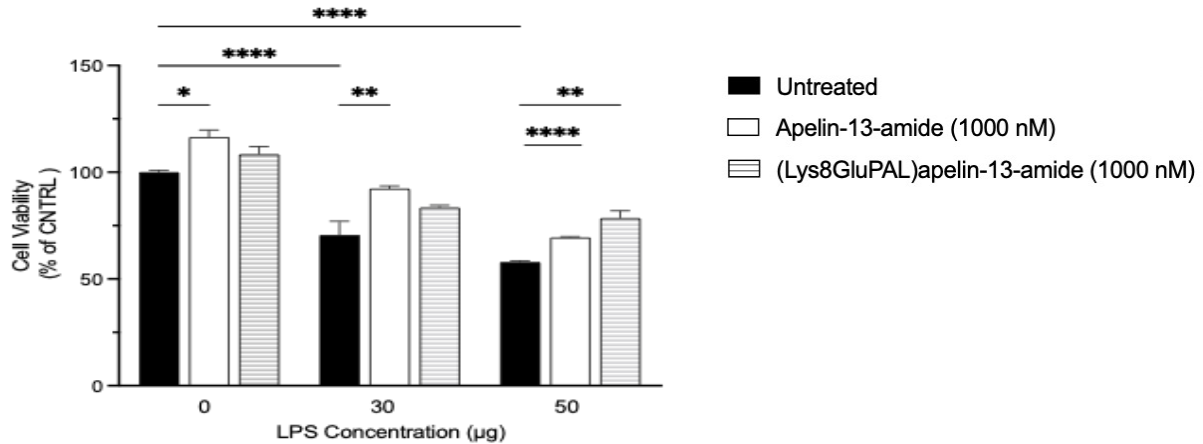 ****
****
*
**
**
****
150
100
50
0
Cell Viability
(% of CNTRL)
0 30 50
LPS Concentration (µg)
Untreated
Apelin-13-amide (1000 nM)
(Lys8GluPAL)apelin-13-amide (1000 nM)